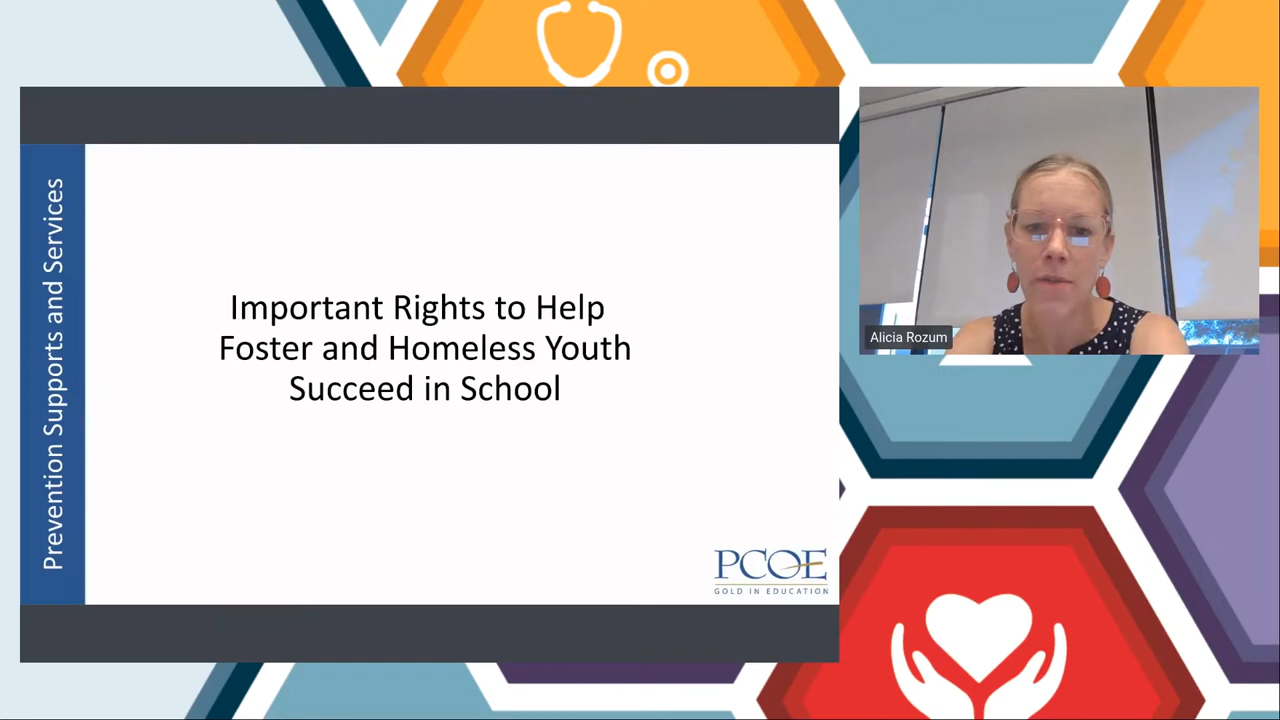 Prevention Supports and Services
Important Rights to Help
Foster and Homeless Youth
Succeed in School
PCOE
GOLD IN EDUCATION
Alicia Rozum